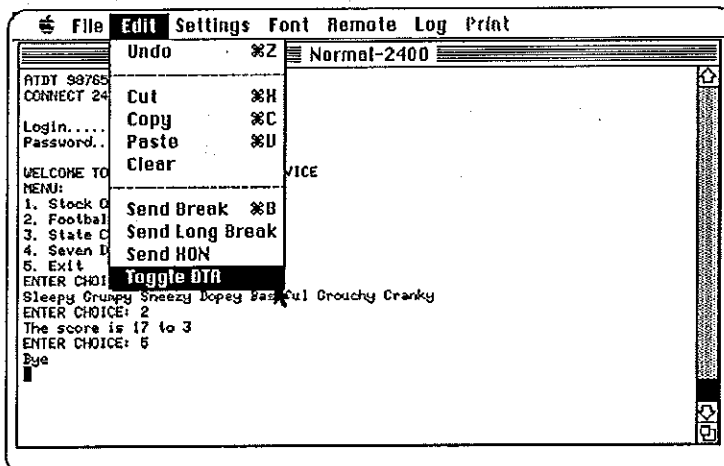 File Edit Settings Font Remote Log Print
Normal-2400
Undo ⌘Z
Cut ⌘X
Copy ⌘C
Paste ⌘V
Clear
Send Break ⌘B
Send Long Break
Send XON
Toggle DTR
ATDT 98765
CONNECT 24
Login.....
Password..
WELCOME TO VICE
MENU:
1. Stock
2. Footbal
3. State C
4. Seven D
5. Exit
ENTER CHOI
Sleepy Grumpy Sneezy Dopey Bashful Grouchy Cranky
ENTER CHOICE: 2
The score is 17 to 3
ENTER CHOICE: 5
Bye